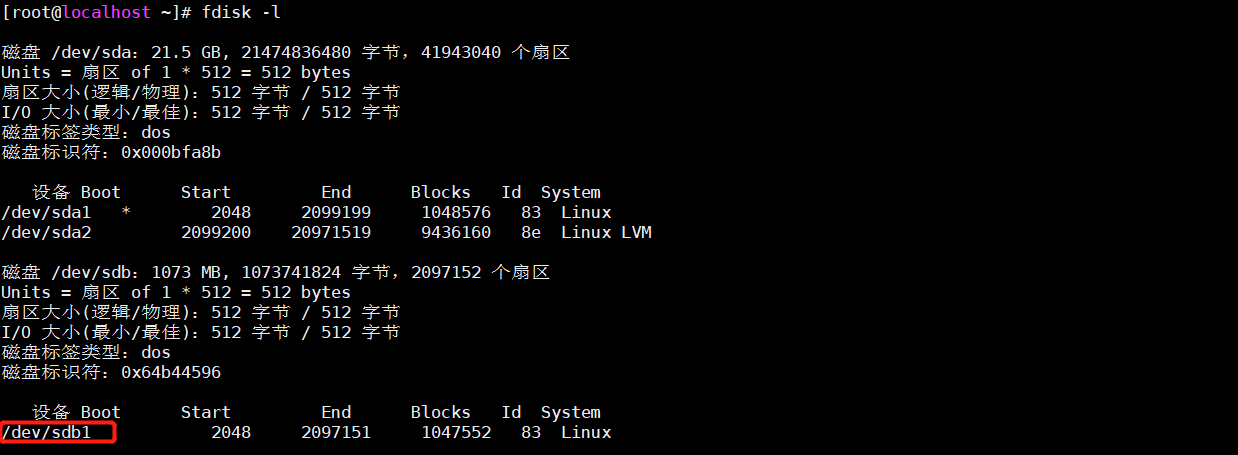 [root@localhost ~]# fdisk -l
磁盘 /dev/sda：21.5 GB, 21474836480 字节，41943040 个扇区
Units = 扇区 of 1 * 512 = 512 bytes
扇区大小(逻辑/物理)：512 字节 / 512 字节
I/O 大小(最小/最佳)：512 字节 / 512 字节
磁盘标签类型：dos
磁盘标识符：0x000bfa8b
设备 Boot      Start         End      Blocks   Id  System
/dev/sda1   *        2048     2099199     1048576   83  Linux
/dev/sda2         2099200    20971519     9436160   8e  Linux LVM
磁盘 /dev/sdb：1073 MB, 1073741824 字节，2097152 个扇区
Units = 扇区 of 1 * 512 = 512 bytes
扇区大小(逻辑/物理)：512 字节 / 512 字节
I/O 大小(最小/最佳)：512 字节 / 512 字节
磁盘标签类型：dos
磁盘标识符：0x64b44596
设备 Boot      Start         End      Blocks   Id  System
/dev/sdb1            2048     2097151     1047552   83  Linux